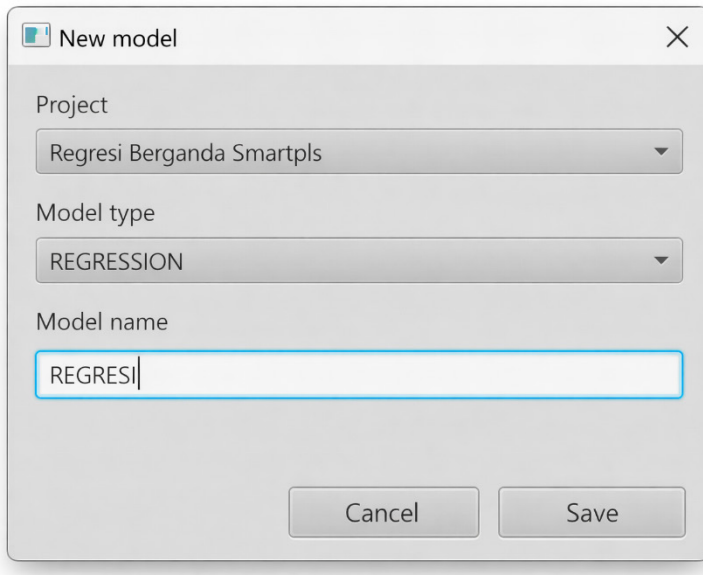 New model
Project
Regresi Berganda Smartpls
Model type
REGRESSION
Model name
REGRESI
Cancel
Save